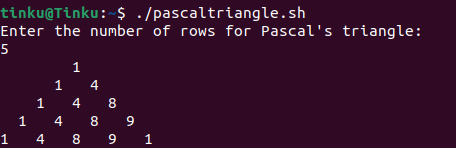 tinku@Tinku:~$ ./pascaltriangle.sh
Enter the number of rows for Pascal's triangle:
5
1
1 4
1 4 8
1 4 8 9
1 4 8 9 1